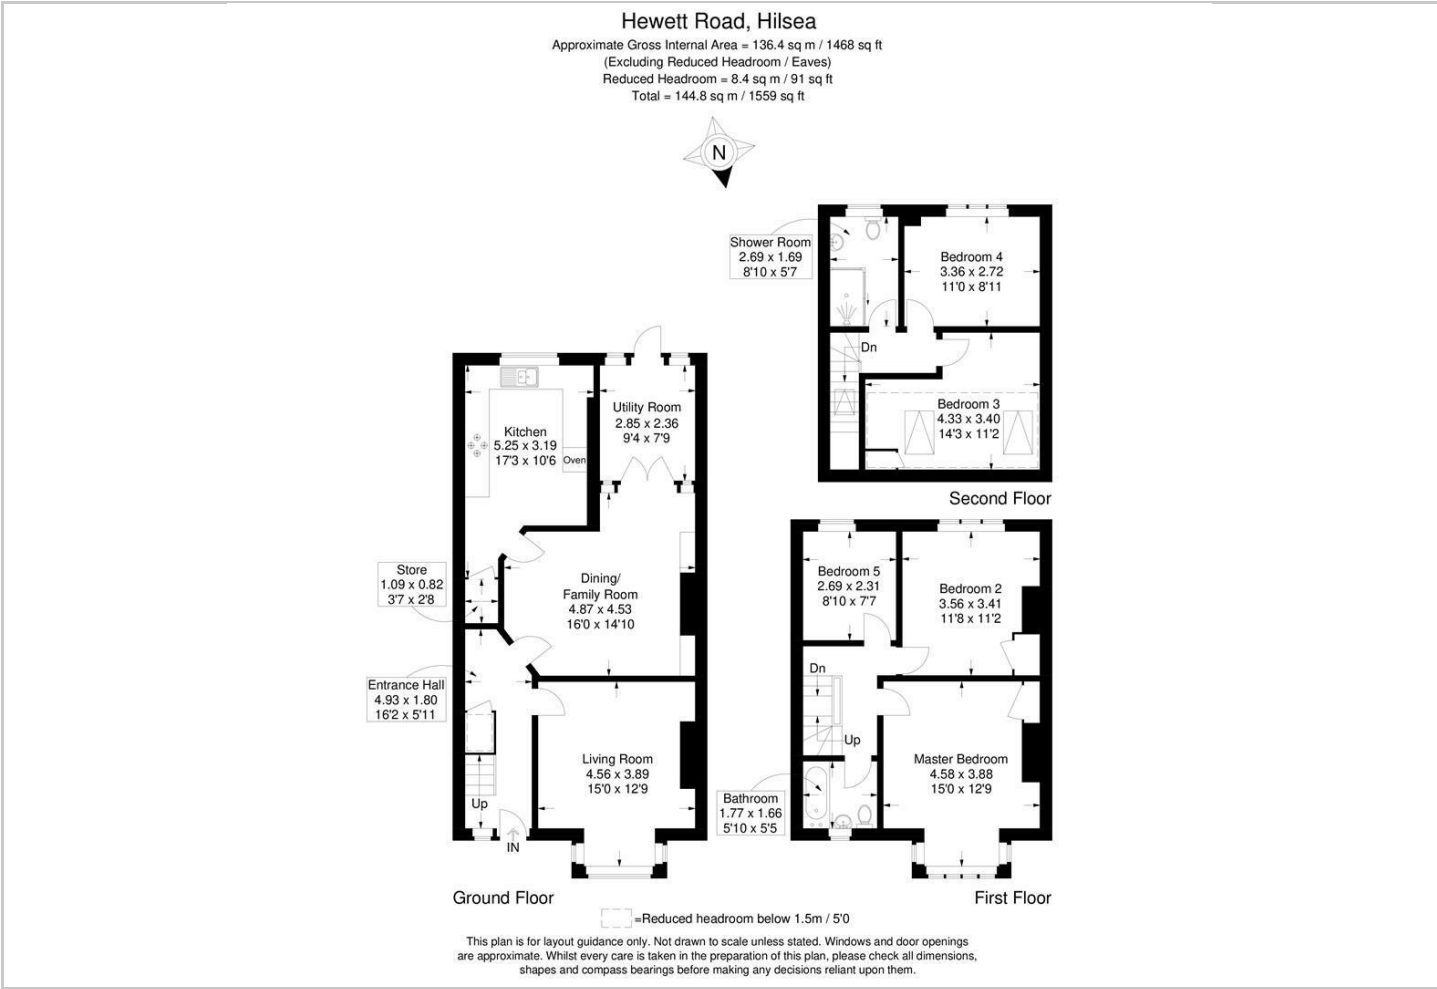 Hewett Road, Hilsea
Approximate Gross Internal Area = 136.4 sq m / 1468 sq ft
(Excluding Reduced Headroom / Eaves)
Reduced Headroom = 8.4 sq m / 91 sq ft
Total = 144.8 sq m / 1559 sq ft
N
Shower Room
2.69 x 1.69
8'10 x 5'7
Bedroom 4
3.36 x 2.72
11'0 x 8'11
Dn
Bedroom 3
4.33 x 3.40
14'3 x 11'2
Second Floor
Kitchen
5.25 x 3.19
17'3 x 10'6
Oven
Utility Room
2.85 x 2.36
9'4 x 7'9
Store
1.09 x 0.82
3'7 x 2'8
Dining/
Family Room
4.87 x 4.53
16'0 x 14'10
Entrance Hall
4.93 x 1.80
16'2 x 5'11
Living Room
4.56 x 3.89
15'0 x 12'9
Up
IN
Ground Floor
Bedroom 5
2.69 x 2.31
8'10 x 7'7
Bedroom 2
3.56 x 3.41
11'8 x 11'2
Dn
Up
Master Bedroom
4.58 x 3.88
15'0 x 12'9
Bathroom
1.77 x 1.66
5'10 x 5'5
First Floor
=Reduced headroom below 1.5m / 5'0
This plan is for layout guidance only. Not drawn to scale unless stated. Windows and door openings
are approximate. Whilst every care is taken in the preparation of this plan, please check all dimensions,
shapes and compass bearings before making any decisions reliant upon them.